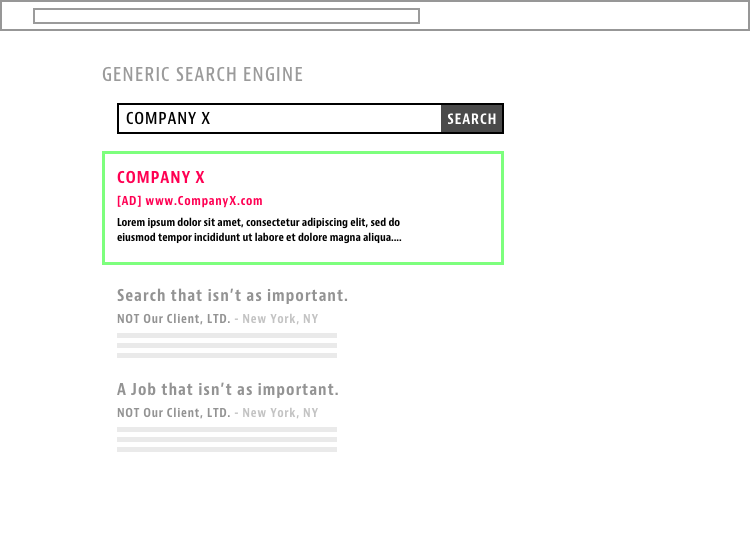 GENERIC SEARCH ENGINE
COMPANY X
SEARCH
COMPANY X
[AD] www.CompanyX.com
Lorem ipsum dolor sit amet, consectetur adipiscing elit, sed do
eiusmod tempor incididunt ut labore et dolore magna aliqua....
Search that isn't as important.
NOT Our Client, LTD. - New York, NY
A Job that isn't as important.
NOT Our Client, LTD. - New York, NY